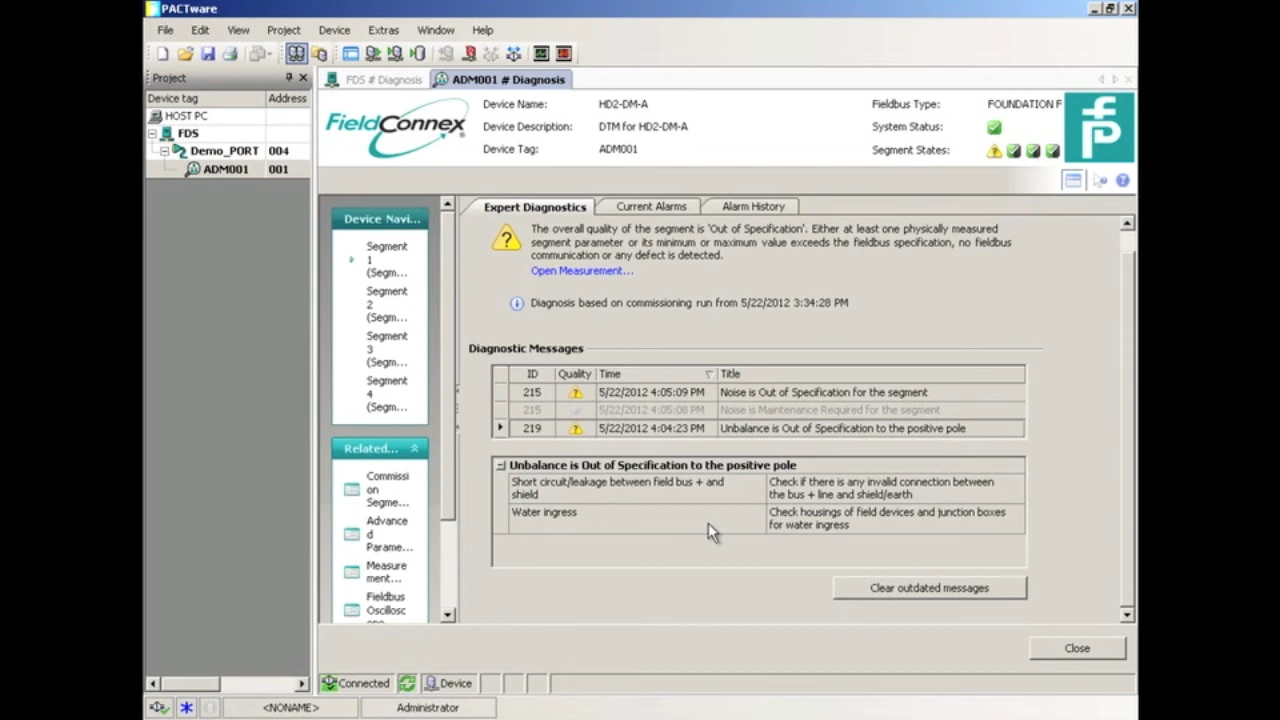 PACTware
File Edit View Project Device Extras Window Help
Project
Device tag Address
HOST PC
FDS
Demo_PORT 004
ADM001 001
FDS # Diagnosis ADM001 # Diagnosis
FieldConnex
Device Name: HD2-DM-A
Device Description: DTM for HD2-DM-A
Device Tag: ADM001
Fieldbus Type: FOUNDATION F
System Status:
Segment States:
Device Navi...
Segment
1
(Segm...
Segment
2
(Segm...
Segment
3
(Segm...
Segment
4
(Segm...
Related...
Commissi
on
Segme...
Advance
d
Parame...
Measure
ment...
Fieldbus
Oscillosc
Expert Diagnostics Current Alarms Alarm History
The overall quality of the segment is 'Out of Specification'. Either at least one physically measured
segment parameter or its minimum or maximum value exceeds the fieldbus specification, no fieldbus
communication or any defect is detected.
Open Measurement...
Diagnosis based on commissioning run from 5/22/2012 3:34:28 PM
Diagnostic Messages
ID Quality Time Title
215 5/22/2012 4:05:09 PM Noise is Out of Specification for the segment
215 5/22/2012 4:05:08 PM Noise is Maintenance Required for the segment
219 5/22/2012 4:04:23 PM Unbalance is Out of Specification to the positive pole
Unbalance is Out of Specification to the positive pole
Short circuit/leakage between field bus + and
shield
Check if there is any invalid connection between
the bus + line and shield/earth
Water ingress
Check housings of field devices and junction boxes
for water ingress
Clear outdated messages
Close
Connected Device
<NONAME> Administrator